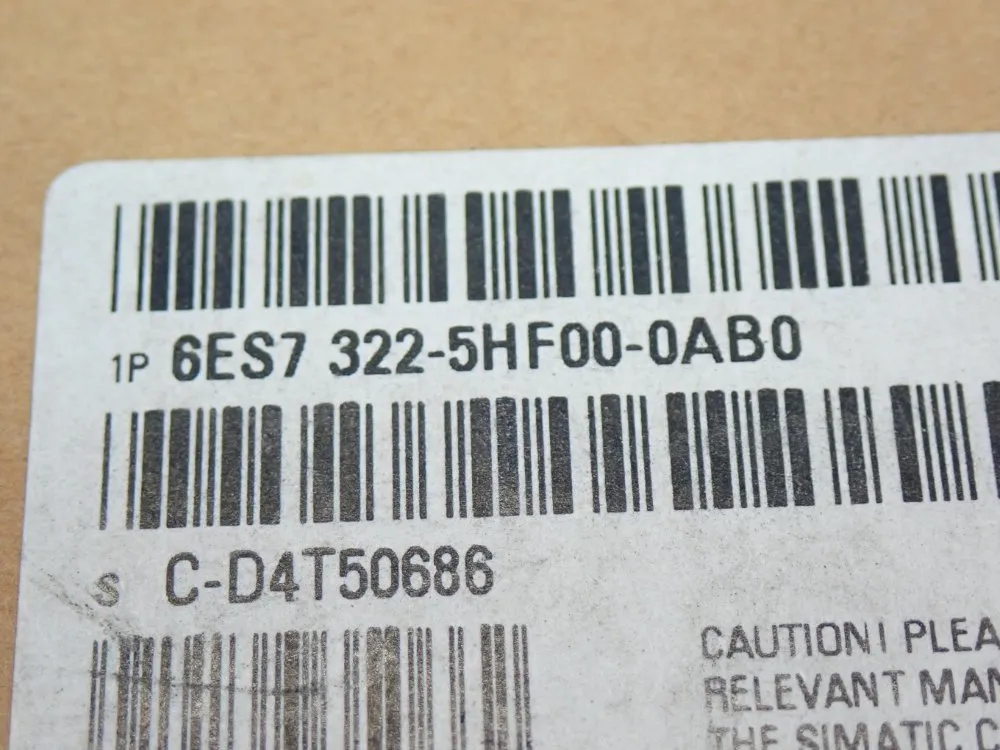 1P 6ES7 322-5HF00-0AB0
S C-D4T50686
CAUTION! PLEA
RELEVANT MAN
THE SIMATIC C